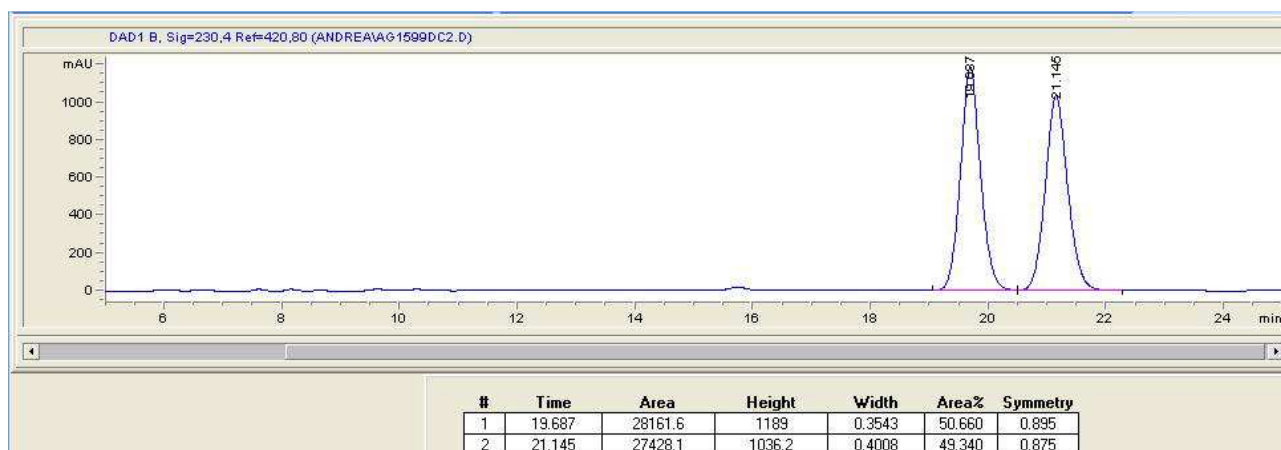 DAD1 B, Sig=230,4 Ref=420,80 (ANDREA\AG1599DC2.D)
mAU
19.687
21.145
1000
800
600
400
200
0
6 8 10 12 14 16 18 20 22 24 min
# Time Area Height Width Area% Symmetry
1 19.687 28161.6 1189 0.3543 50.660 0.895
2 21.145 27428.1 1036.2 0.4008 49.340 0.875